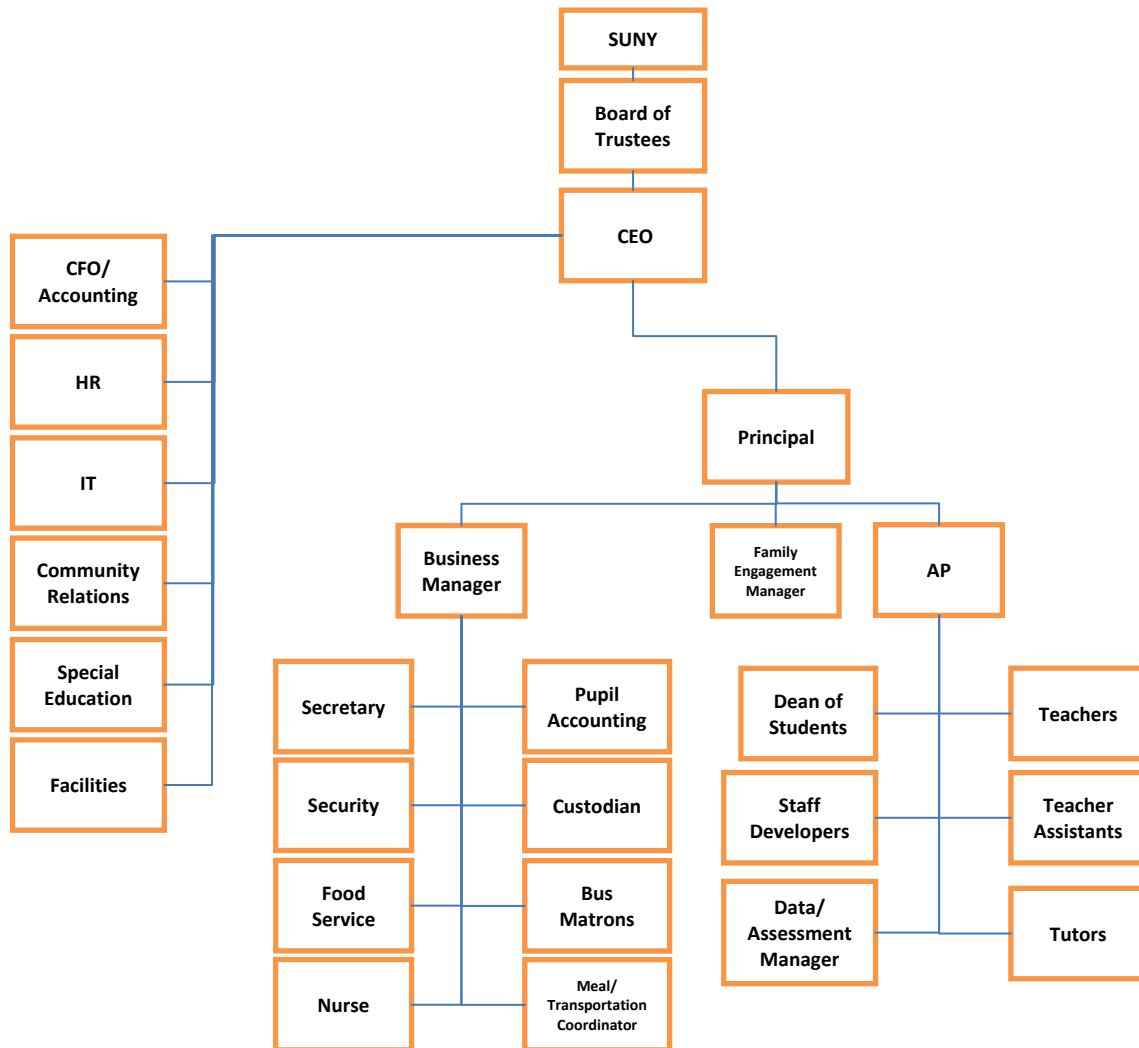 SUNY
Board of
Trustees
CEO
CFO/
Accounting
HR
IT
Community
Relations
Special
Education
Facilities
Principal
Business
Manager
Family
Engagement
Manager
AP
Secretary
Pupil
Accounting
Security
Custodian
Food
Service
Bus
Matrons
Nurse
Meal/
Transportation
Coordinator
Dean of
Students
Teachers
Staff
Developers
Teacher
Assistants
Data/
Assessment
Manager
Tutors